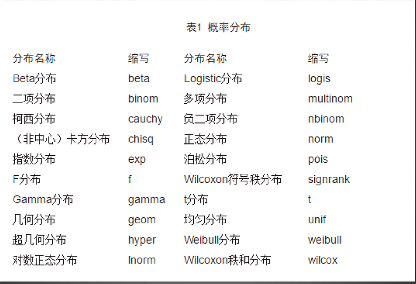 表1 概率分布
分布名称 缩写 分布名称 缩写
Beta分布 beta Logistic分布 logis
二项分布 binom 多项分布 multinom
柯西分布 cauchy 负二项分布 nbinom
（非中心）卡方分布 chisq 正态分布 norm
指数分布 exp 泊松分布 pois
F分布 f Wilcoxon符号秩分布 signrank
Gamma分布 gamma t分布 t
几何分布 geom 均匀分布 unif
超几何分布 hyper Weibull分布 weibull
对数正态分布 lnorm Wilcoxon秩和分布 wilcox